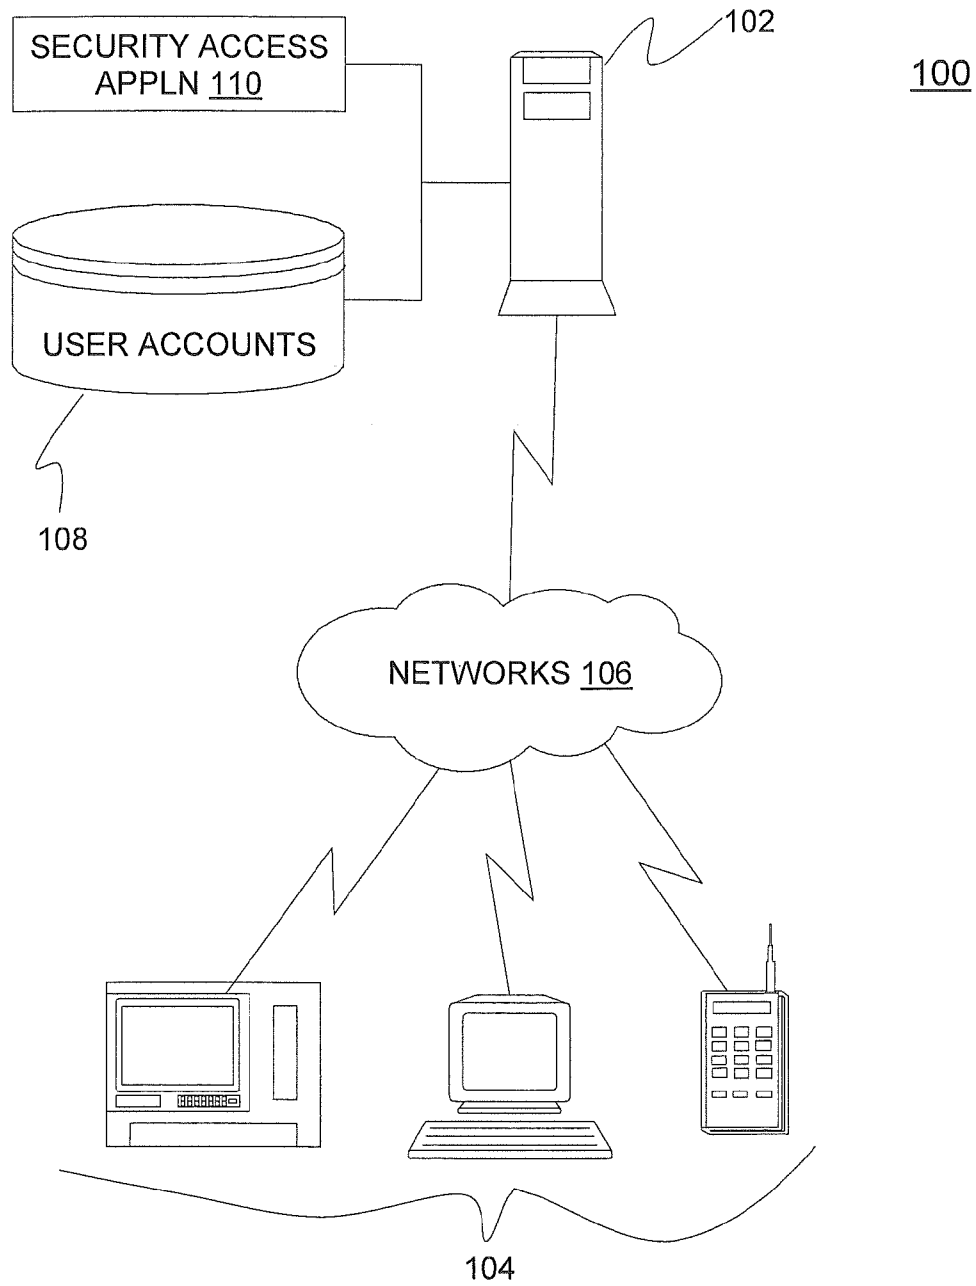 102
SECURITY ACCESS
APPLN 110
100
USER ACCOUNTS
108
NETWORKS 106
104